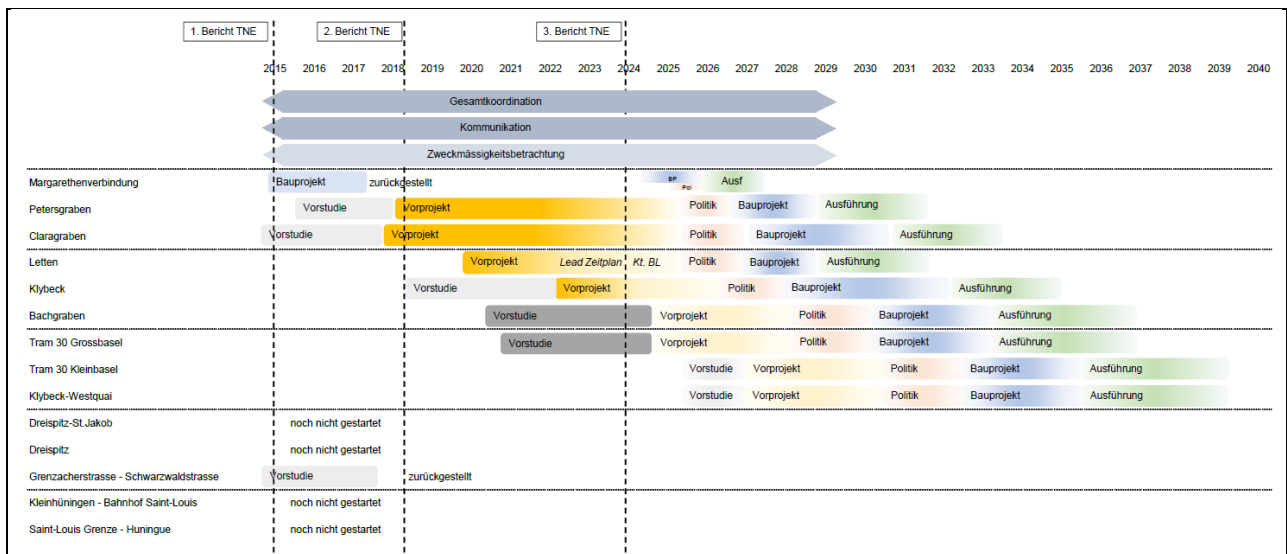 1. Bericht TNE 2. Bericht TNE 3. Bericht TNE
2015 2016 2017 2018 2019 2020 2021 2022 2023 2024 2025 2026 2027 2028 2029 2030 2031 2032 2033 2034 2035 2036 2037 2038 2039 2040
Gesamtkoordination
Kommunikation
Zweckmässigkeitsbetrachtung
Margarethenverbindung Bauprojekt zurückgestellt BP Pol Ausf
Petersgraben Vorstudie Vorprojekt Politik Bauprojekt Ausführung
Claragraben Vorstudie Vorprojekt Politik Bauprojekt Ausführung
Letten Vorprojekt Lead Zeitplan Kt. BL Politik Bauprojekt Ausführung
Klybeck Vorstudie Vorprojekt Politik Bauprojekt Ausführung
Bachgraben Vorstudie Vorprojekt Politik Bauprojekt Ausführung
Tram 30 Grossbasel Vorstudie Vorprojekt Politik Bauprojekt Ausführung
Tram 30 Kleinbasel Vorstudie Vorprojekt Politik Bauprojekt Ausführung
Klybeck-Westquai Vorstudie Vorprojekt Politik Bauprojekt Ausführung
Dreispitz-St.Jakob noch nicht gestartet
Dreispitz noch nicht gestartet
Grenzacherstrasse - Schwarzwaldstrasse Vorstudie zurückgestellt
Kleinhüningen - Bahnhof Saint-Louis noch nicht gestartet
Saint-Louis Grenze - Huningue noch nicht gestartet